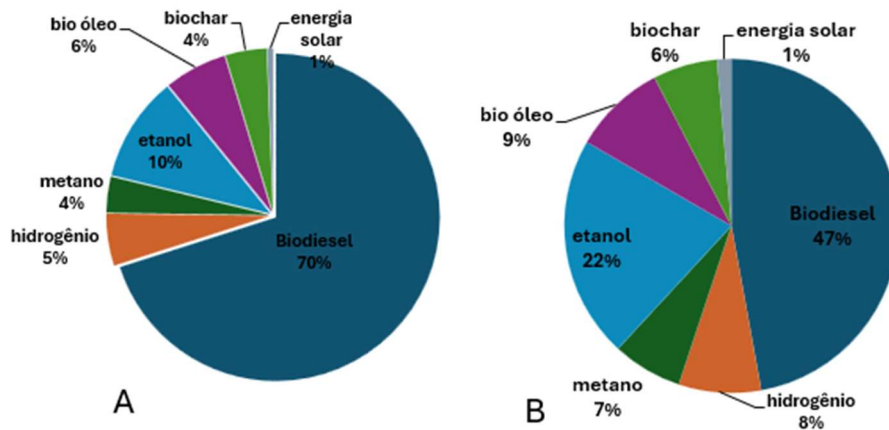 bio óleo
6%
biochar
4%
energia
solar
1%
etanol
10%
metano
4%
hidrogênio
5%
Biodiesel
70%
A
biochar
6%
energia solar
1%
bio óleo
9%
etanol
22%
Biodiesel
47%
metano
7%
hidrogênio
8%
B